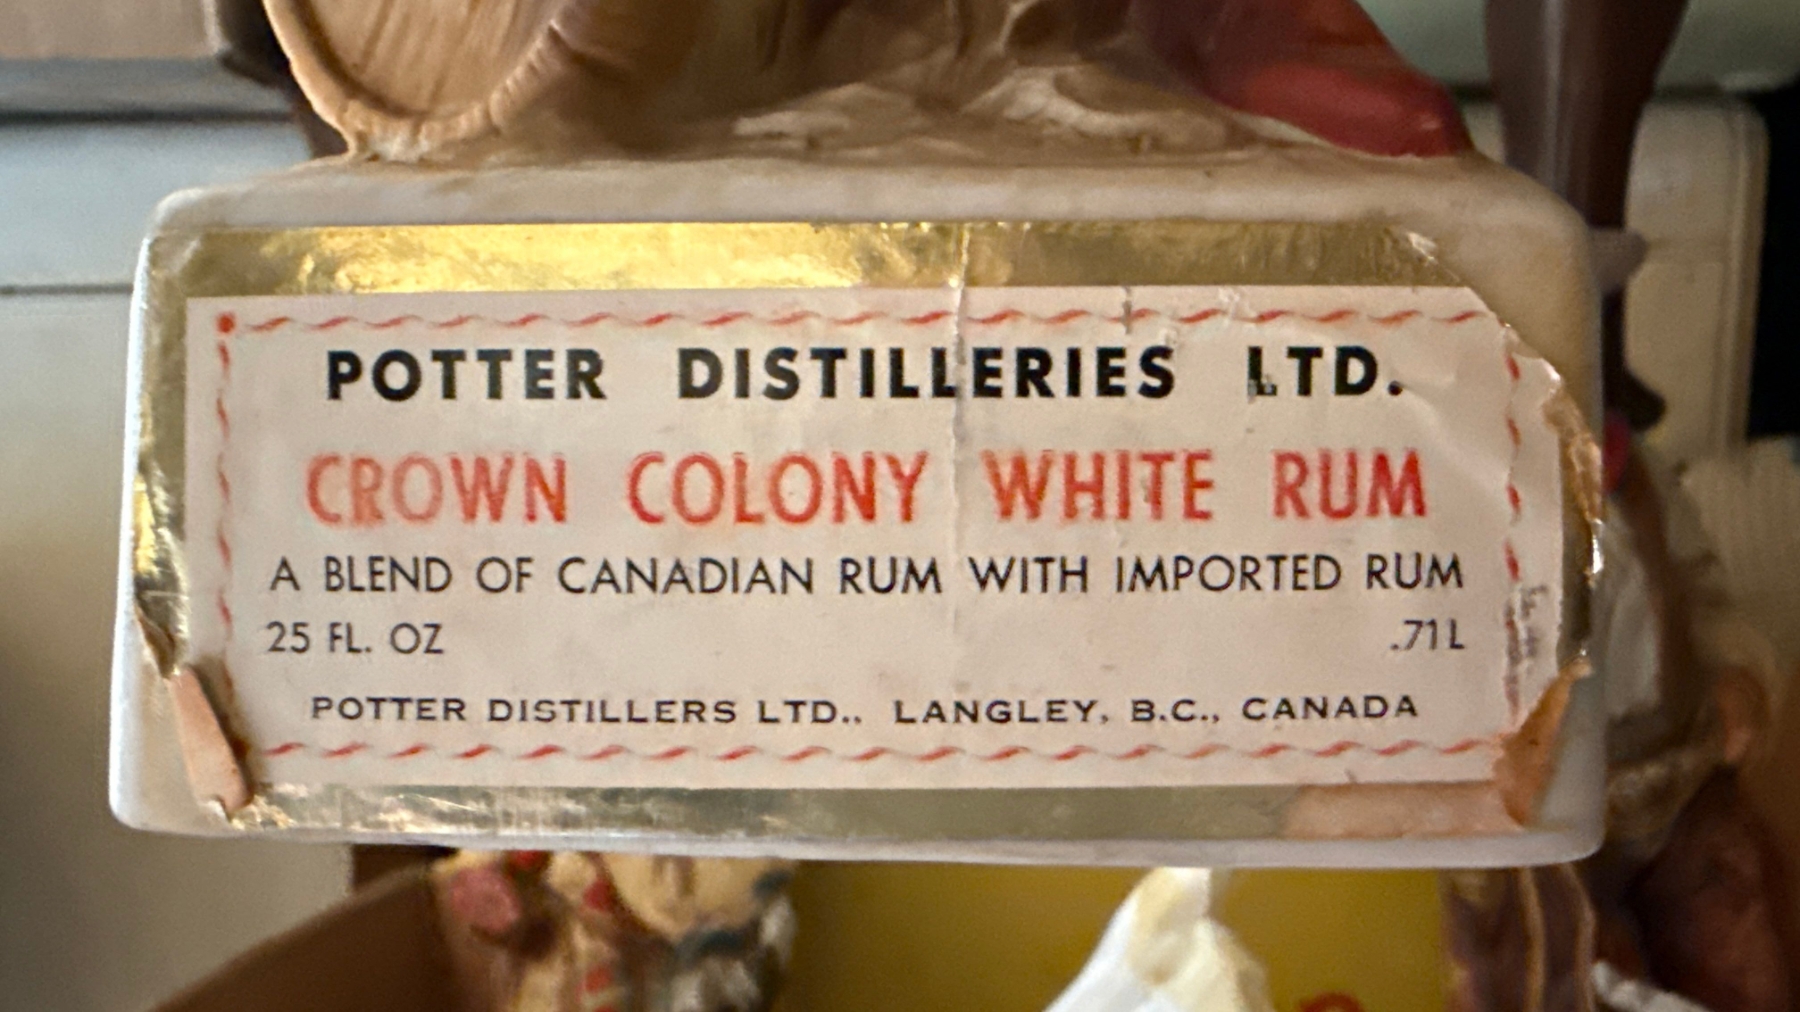 POTTER DISTILLERIES LTD.
CROWN COLONY WHITE RUM
A BLEND OF CANADIAN RUM WITH IMPORTED RUM
25 FL. OZ .71L
POTTER DISTILLERS LTD., LANGLEY, B.C., CANADA